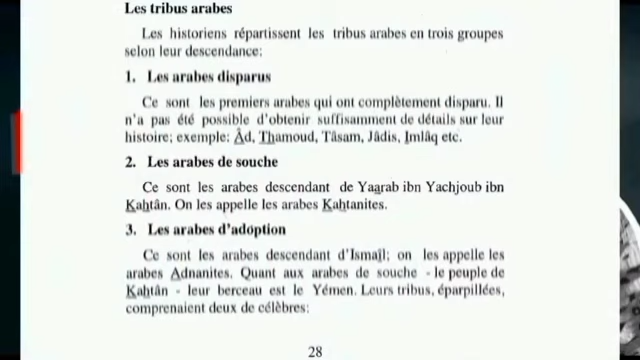 Les tribus arabes
Les historiens répartissent les tribus arabes en trois groupes
selon leur descendance:
1. Les arabes disparus
Ce sont les premiers arabes qui ont complètement disparu. Il
n'a pas été possible d'obtenir suffisamment de détails sur leur
histoire; exemple: Âd, Thamoud, Tâsam, Jâdis, Imlâq etc.
2. Les arabes de souche
Ce sont les arabes descendant de Yaarab ibn Yachjoub ibn
Kahtân. On les appelle les arabes Kahtanites.
3. Les arabes d'adoption
Ce sont les arabes descendant d'Ismaïl; on les appelle les
arabes Adnanites. Quant aux arabes de souche - le peuple de
Kahtân - leur berceau est le Yémen. Leurs tribus, éparpillées,
comprenaient deux de célèbres:
28